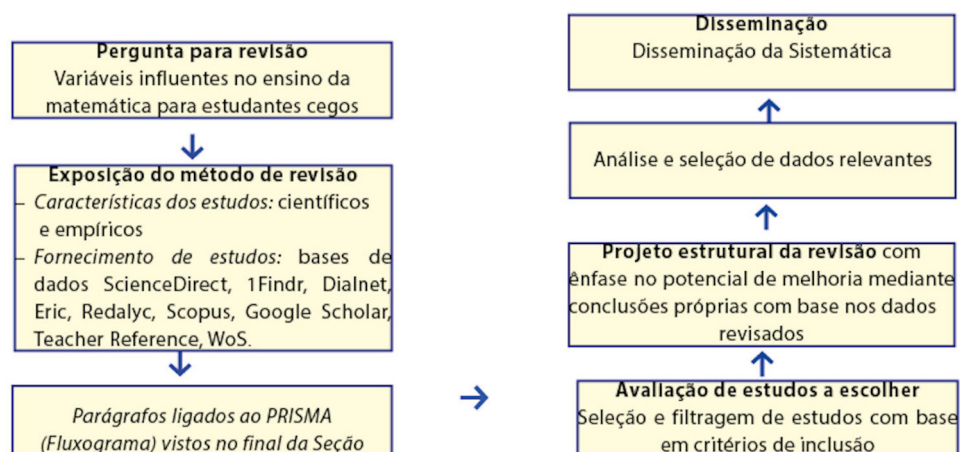 Pergunta para revisão
Variáveis influentes no ensino da
matemática para estudantes cegos
Exposição do método de revisão
– Características dos estudos: científicos
e empíricos
– Fornecimento de estudos: bases de
dados ScienceDirect, 1Findr, Dialnet,
Eric, Redalyc, Scopus, Google Scholar,
Teacher Reference, WoS.
Parágrafos ligados ao PRISMA
(Fluxograma) vistos no final da Seção
Avaliação de estudos a escolher
Seleção e filtragem de estudos com base
em critérios de inclusão
Projeto estrutural da revisão com
ênfase no potencial de melhoria mediante
conclusões próprias com base nos dados
revisados
Análise e seleção de dados relevantes
Disseminação
Disseminação da Sistemática